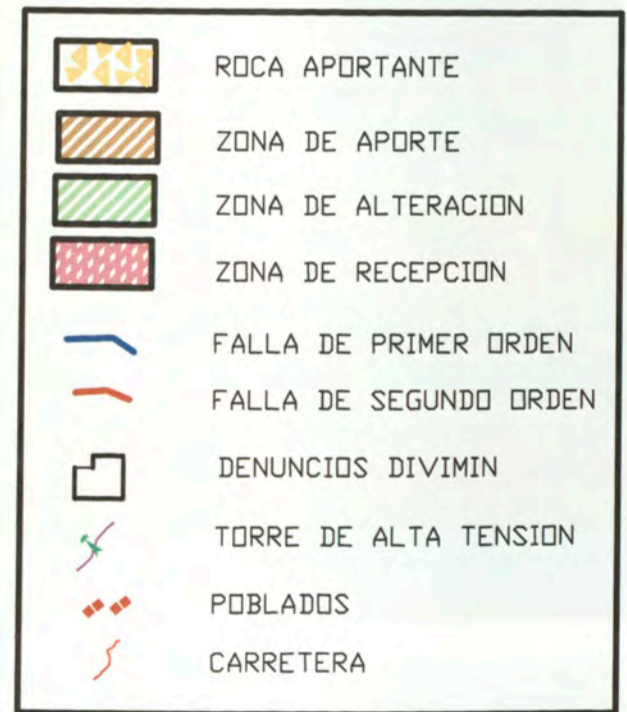 ROCA APORTANTE
ZONA DE APORTE
ZONA DE ALTERACION
ZONA DE RECEPCION
FALLA DE PRIMER ORDEN
FALLA DE SEGUNDO ORDEN
DENUNCIOS DIVIMIN
TORRE DE ALTA TENSION
POBLADOS
CARRETERA